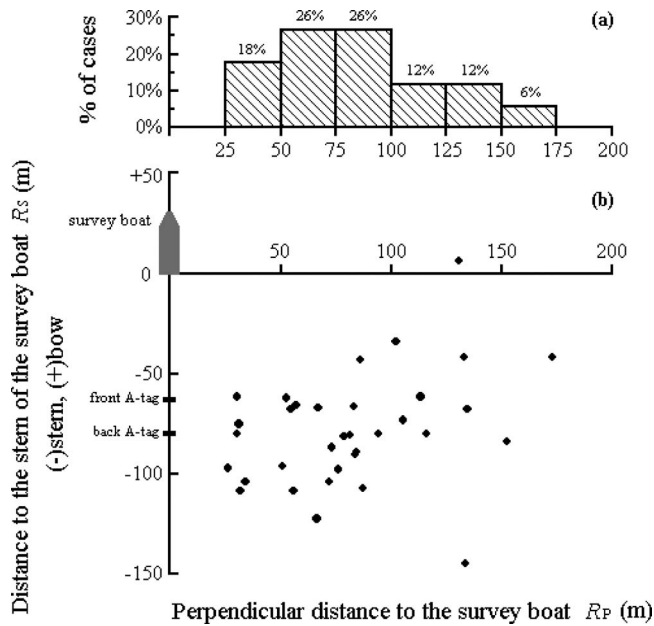 30%
(a)
26% 26%
20%
18%
% of cases
12% 12%
10%
6%
0%
25 50 75 100 125 150 175 200
+50
(b)
survey boat
50 100 150 200
0
-50
front A-tag
back A-tag
-100
-150
Distance to the stern of the survey boat RS (m)
(-)stern, (+)bow
Perpendicular distance to the survey boat RP (m)